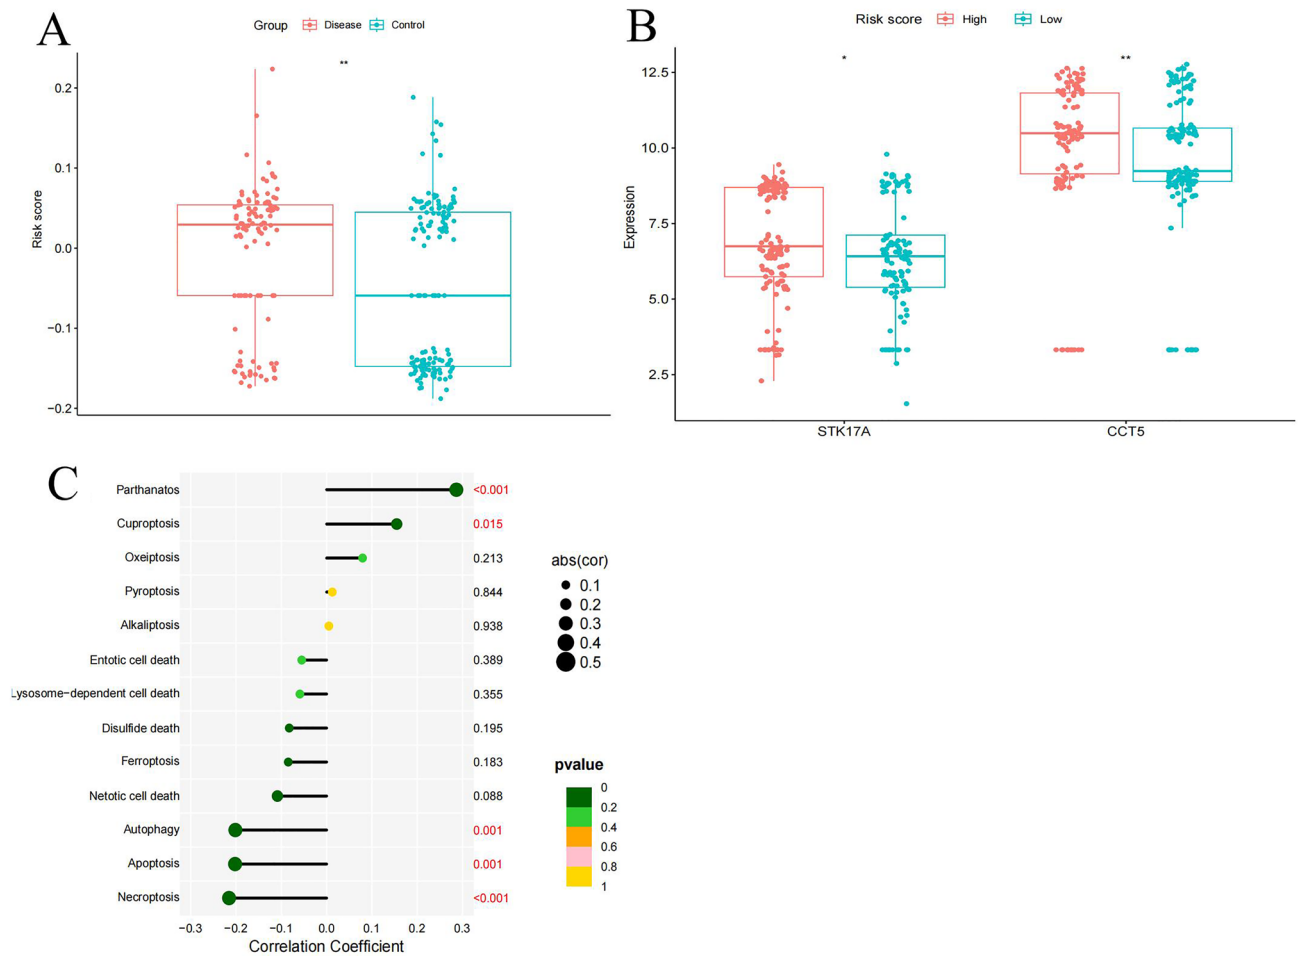 A
Group Disease Control
**
Risk score
0.2
0.1
0.0
−0.1
−0.2
B
Risk score High Low
* **
Expression
12.5
10.0
7.5
5.0
2.5
STK17A CCT5
C
Parthanatos <0.001
Cuproptosis 0.015
Oxeiptosis 0.213
Pyroptosis 0.844
Alkaliptosis 0.938
Entotic cell death 0.389
Lysosome−dependent cell death 0.355
Disulfide death 0.195
Ferroptosis 0.183
Netotic cell death 0.088
Autophagy 0.001
Apoptosis 0.001
Necroptosis <0.001
−0.3 −0.2 −0.1 0.0 0.1 0.2 0.3
Correlation Coefficient
abs(cor)
0.1
0.2
0.3
0.4
0.5
pvalue
0
0.2
0.4
0.6
0.8
1